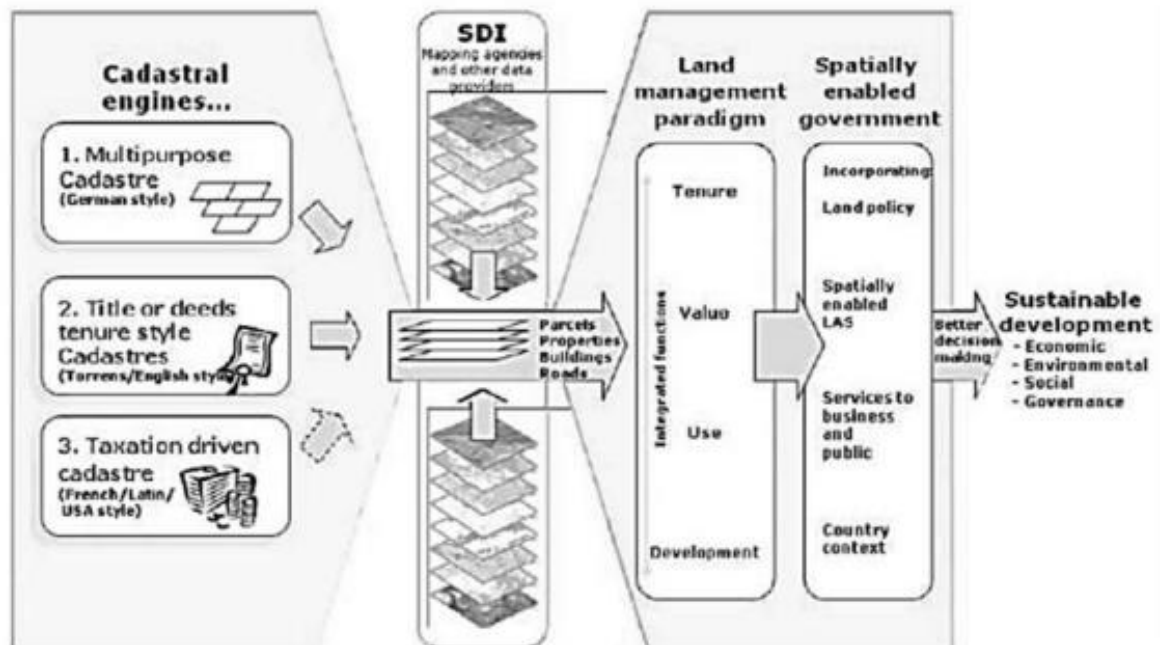 Cadastral
engines...
1. Multipurpose
Cadastre
(German style)
2. Title or deeds
tenure style
Cadastres
(Torrens/English style)
3. Taxation driven
cadastre
(French/Latin/
USA style)
SDI
Mapping agencies
and other data
providers
Parcels
Properties
Buildings
Roads
Land
management
paradigm
Integrated functions
Tenure
Value
Use
Development
Spatially
enabled
government
Incorporating:
Land policy
Spatially
enabled
LAS
Services to
business
and
public
Country
context
Better
decision
making
Sustainable
development
- Economic
- Environmental
- Social
- Governance